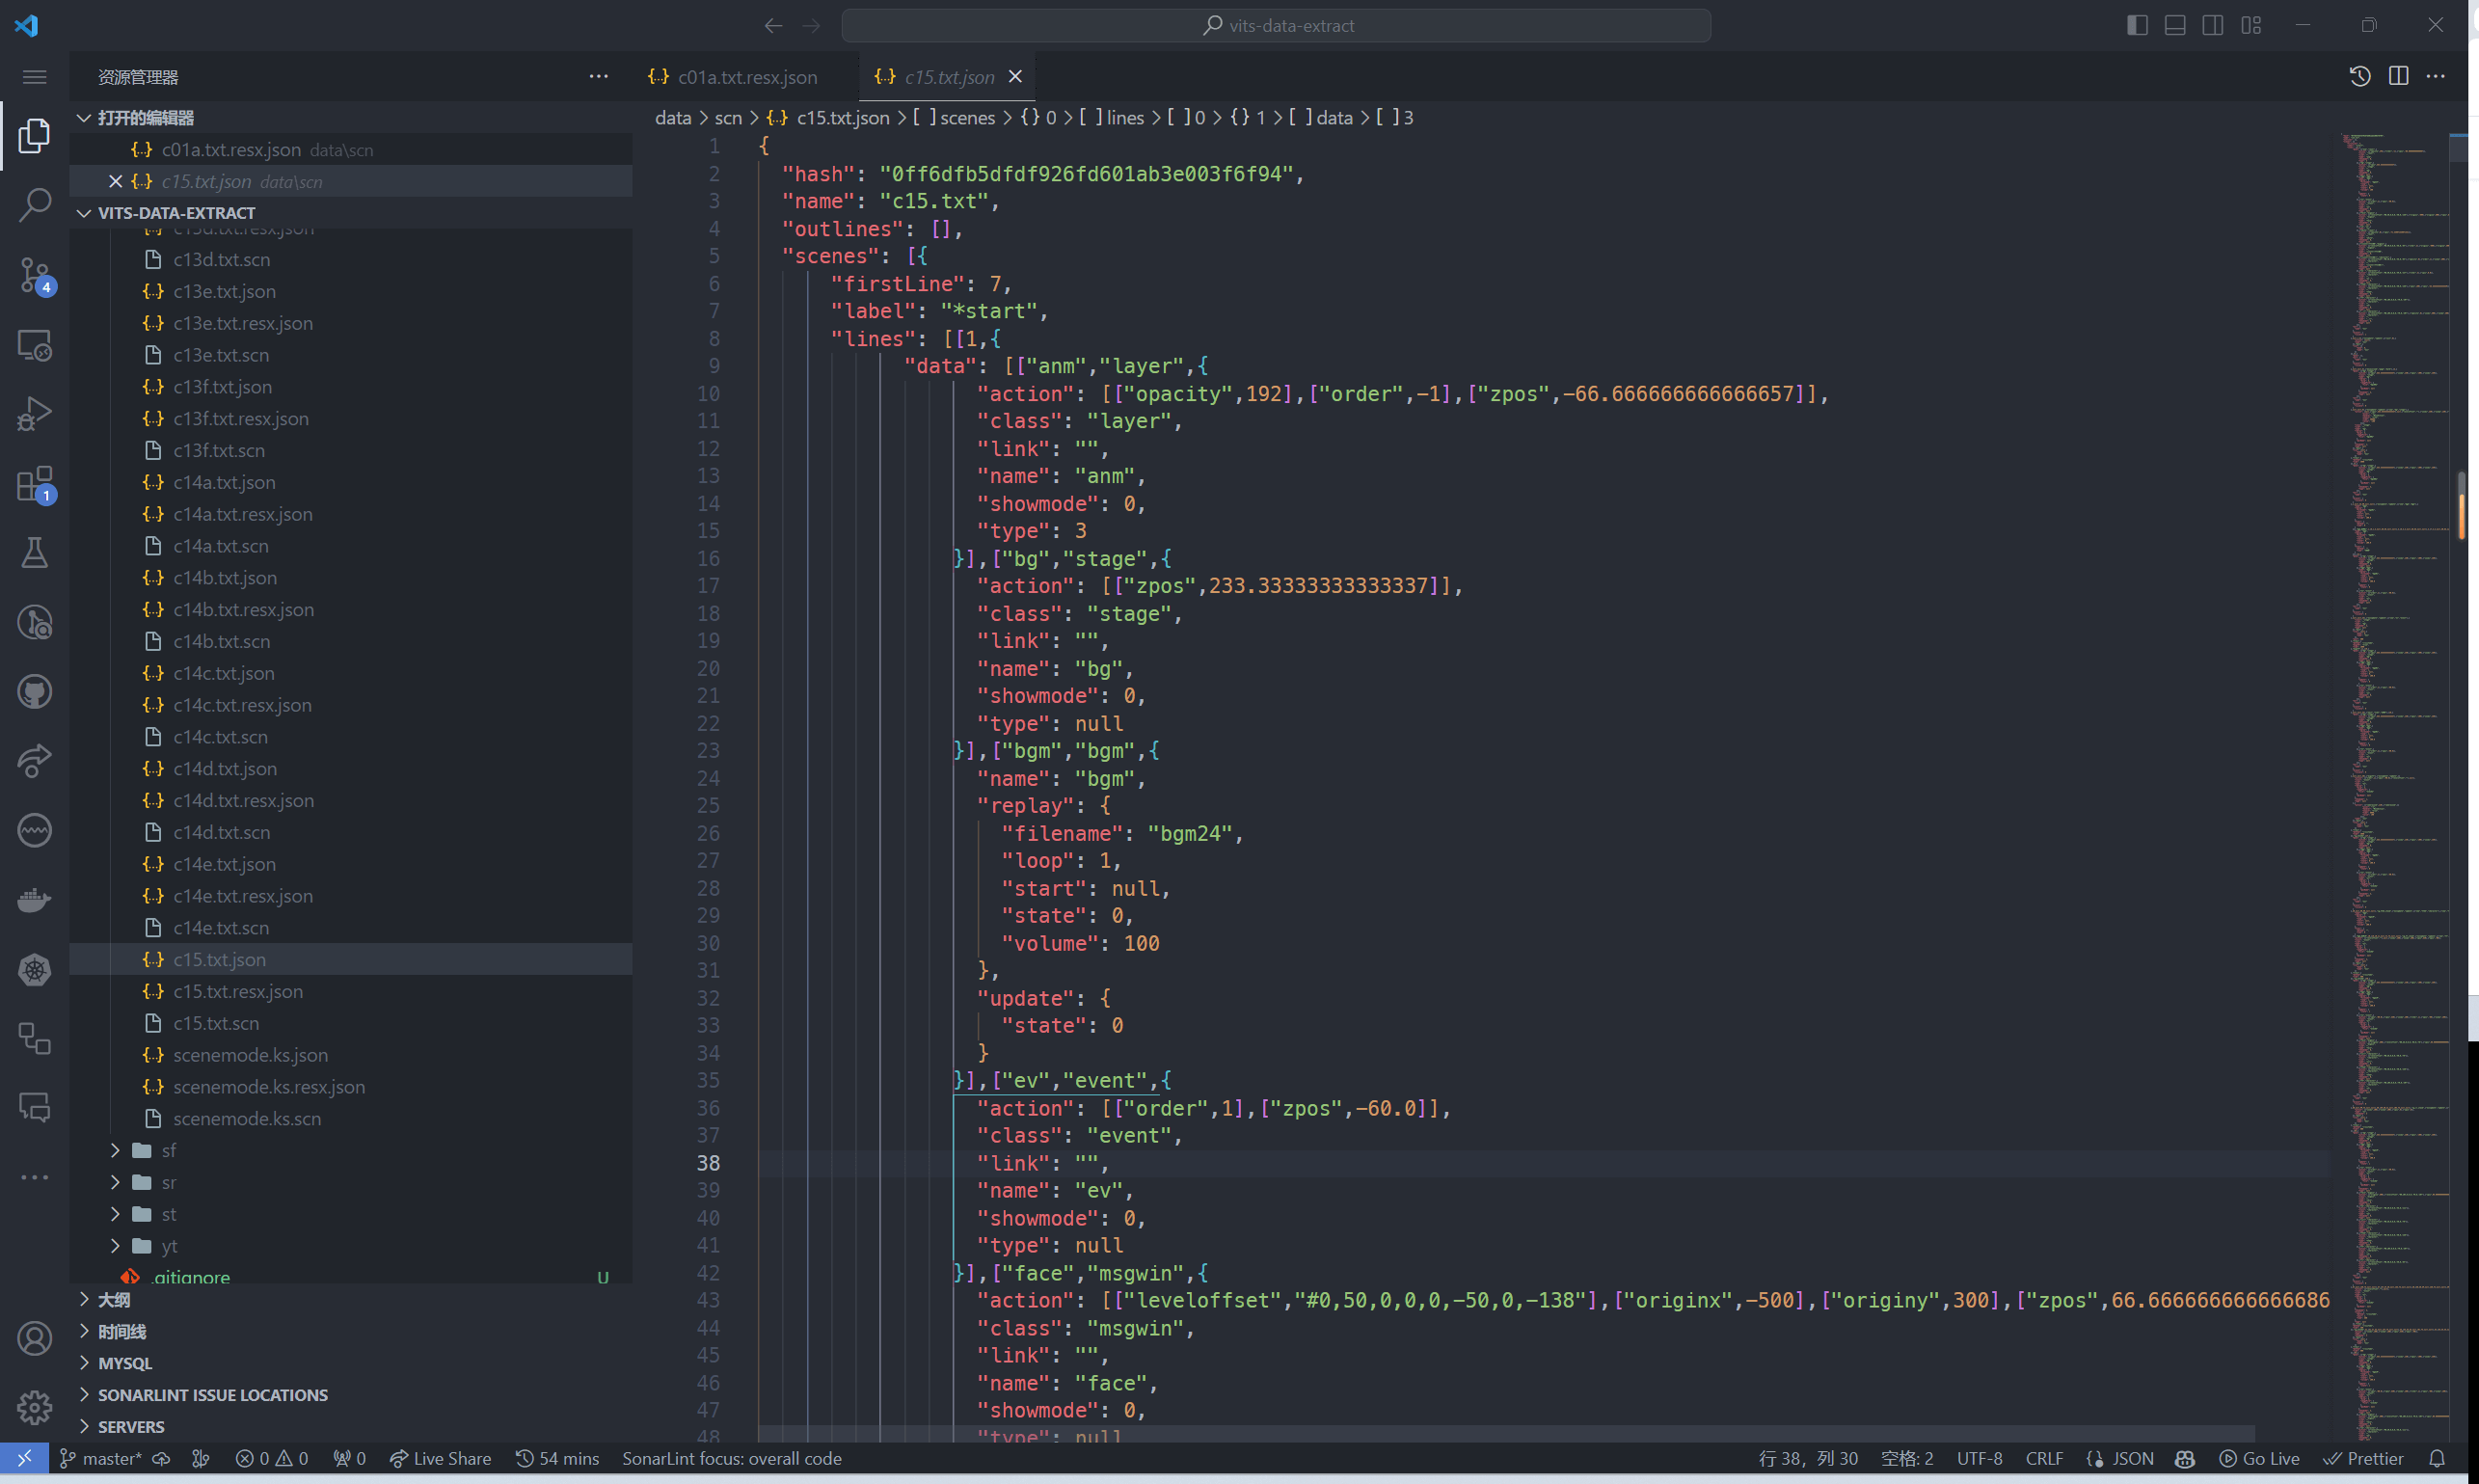 vits-data-extract
资源管理器
打开的编辑器
c01a.txt.resx.json data\scn
c15.txt.json data\scn
VITS-DATA-EXTRACT
c13d.txt.resx.json
c13d.txt.scn
c13e.txt.json
c13e.txt.resx.json
c13e.txt.scn
c13f.txt.json
c13f.txt.resx.json
c13f.txt.scn
c14a.txt.json
c14a.txt.resx.json
c14a.txt.scn
c14b.txt.json
c14b.txt.resx.json
c14b.txt.scn
c14c.txt.json
c14c.txt.resx.json
c14c.txt.scn
c14d.txt.json
c14d.txt.resx.json
c14d.txt.scn
c14e.txt.json
c14e.txt.resx.json
c14e.txt.scn
c15.txt.json
c15.txt.resx.json
c15.txt.scn
scenemode.ks.json
scenemode.ks.resx.json
scenemode.ks.scn
sf
sr
st
yt
.gitignore U
大纲
时间线
MYSQL
SONARLINT ISSUE LOCATIONS
SERVERS
4
1
c01a.txt.resx.json
c15.txt.json
data > scn > {..} c15.txt.json > [ ] scenes > {} 0 > [ ] lines > [ ] 0 > {} 1 > [ ] data > [ ] 3
1 {
2 "hash": "0ff6dfb5dfdf926fd601ab3e003f6f94",
3 "name": "c15.txt",
4 "outlines": [],
5 "scenes": [{
6 "firstLine": 7,
7 "label": "*start",
8 "lines": [[1,{
9 "data": [["anm","layer",{
10 "action": [["opacity",192],["order",-1],["zpos",-66.666666666666657]],
11 "class": "layer",
12 "link": "",
13 "name": "anm",
14 "showmode": 0,
15 "type": 3
16 }],["bg","stage",{
17 "action": [["zpos",233.33333333333337]],
18 "class": "stage",
19 "link": "",
20 "name": "bg",
21 "showmode": 0,
22 "type": null
23 }],["bgm","bgm",{
24 "name": "bgm",
25 "replay": {
26 "filename": "bgm24",
27 "loop": 1,
28 "start": null,
29 "state": 0,
30 "volume": 100
31 },
32 "update": {
33 "state": 0
34 }
35 }],["ev","event",{
36 "action": [["order",1],["zpos",-60.0]],
37 "class": "event",
38 "link": "",
39 "name": "ev",
40 "showmode": 0,
41 "type": null
42 }],["face","msgwin",{
43 "action": [["leveloffset","#0,50,0,0,0,-50,0,-138"],["originx",-500],["originy",300],["zpos",66.666666666666686
44 "class": "msgwin",
45 "link": "",
46 "name": "face",
47 "showmode": 0,
48 "type": null
master* 0 0 0 Live Share 54 mins SonarLint focus: overall code 行 38，列 30 空格: 2 UTF-8 CRLF {} JSON Go Live Prettier